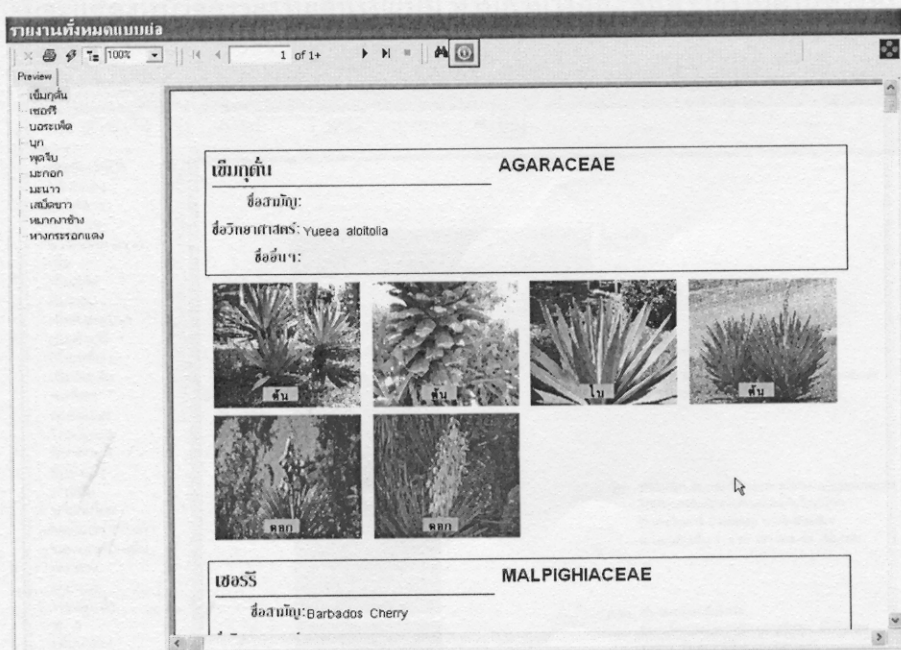 รายงานทั้งหมดแบบย่อ
100%
1 of 1+
Preview
เข็มกุดั่น
เชอร์รี
บอระเพ็ด
บุก
พุดจีบ
มะกอก
มะนาว
เสม็ดขาว
หมากงาช้าง
หางกระรอกแดง
เข็มกุดั่น AGARACEAE
ชื่อสามัญ:
ชื่อวิทยาศาสตร์: Yueea aloitolia
ชื่ออื่นๆ:
ต้น ต้น ใบ ต้น
ดอก ดอก
เชอร์รี MALPIGHIACEAE
ชื่อสามัญ: Barbados Cherry